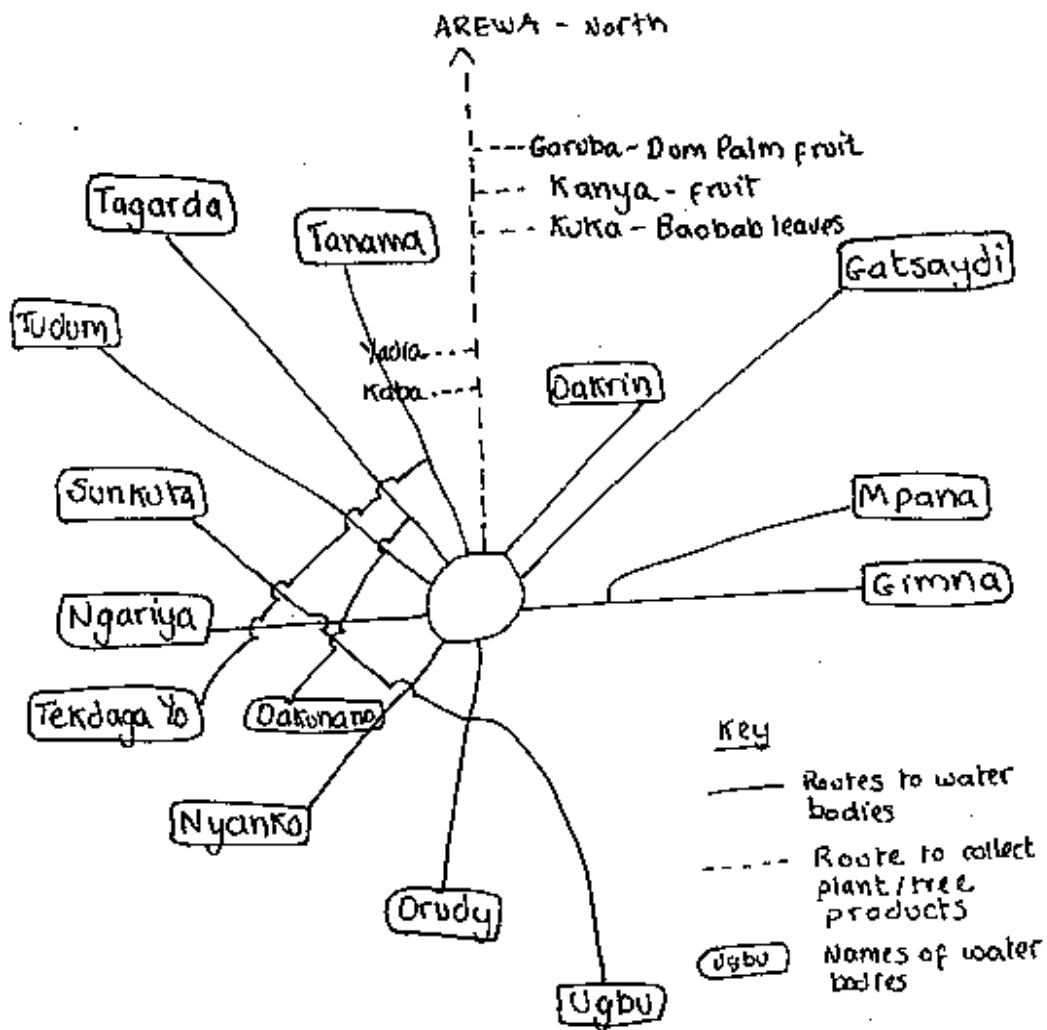 AREWA - North
Goruba - Dom Palm fruit
Kanya - fruit
Kuka - Baobab leaves
Tagarda
Tanama
Gatsaydi
Tudum
Yadia
Kaba
Dakrin
Sunkuta
Mpana
Gimna
Ngariya
Tekdaga Yo
Dakunano
Nyanko
Orudy
Ugbu
Key
Routes to water
bodies
Route to collect
plant/tree
products
Ugbu
Names of water
bodies